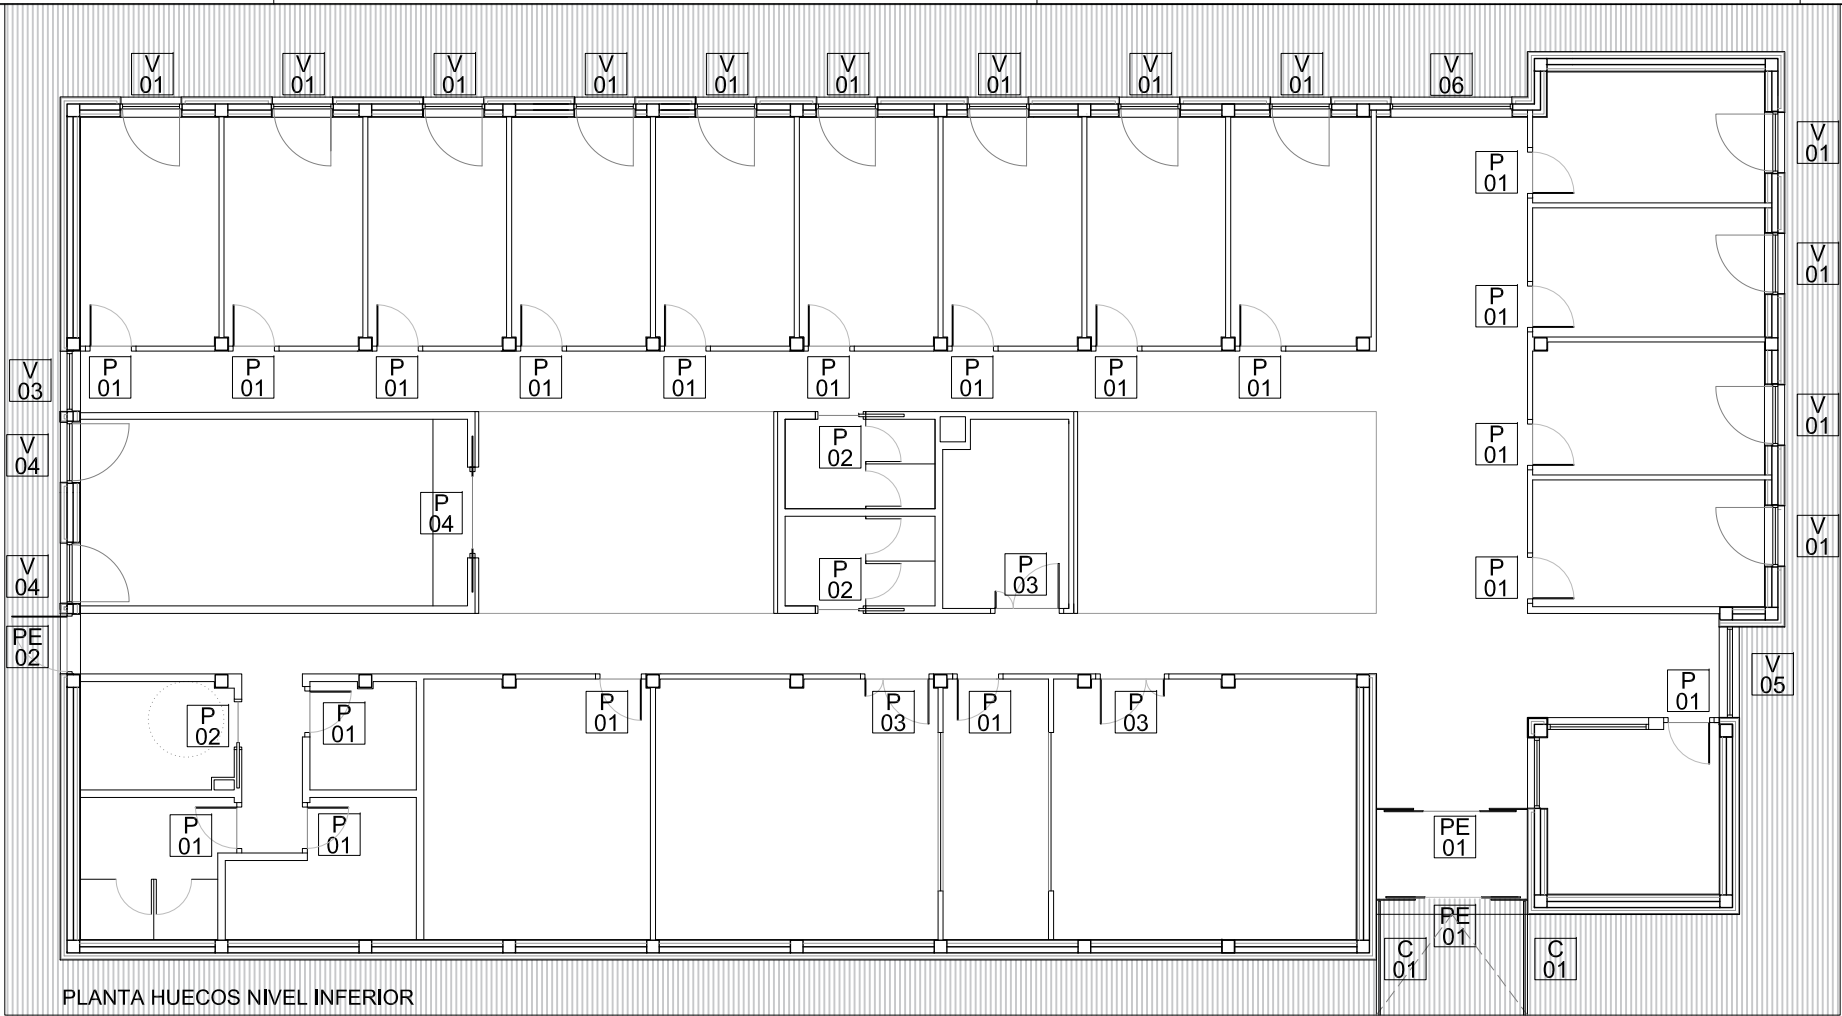 V V V V V V V V V V
01 01 01 01 01 01 01 01 01 06
V
01
P
01
V
01
P
01
P P P P P P P P P
01 01 01 01 01 01 01 01 01
V
03
V
01
P
02
P
01
V
04
P
04
V
01
P
02
P
03
P
01
V
04
PE
02
V
05
P
01
P P P P P P
02 01 01 03 01 03
P P
01 01
PE
01
PE
01
C
01
C
01
PLANTA HUECOS NIVEL INFERIOR